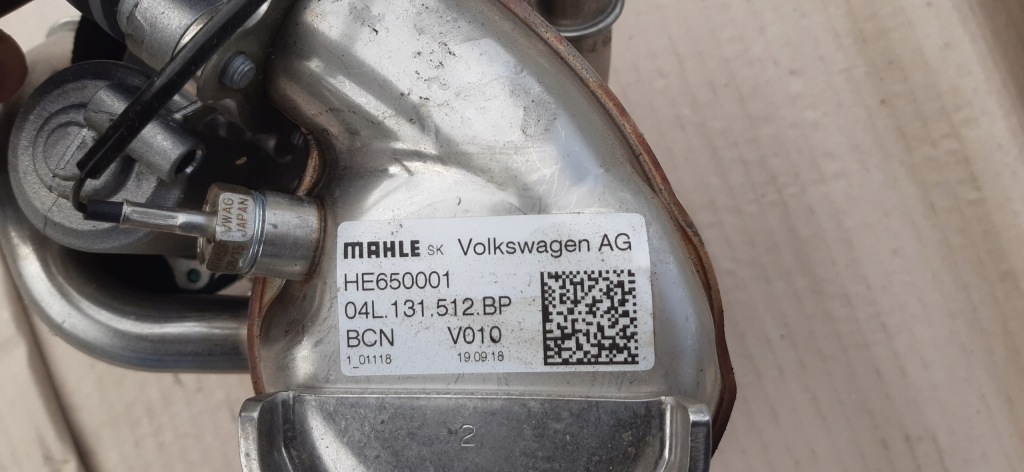 VWAG
JAPAN
MAHLE SK Volkswagen AG
HE650001
04L.131.512.BP
BCN V010
1_01118 19.09.18
2